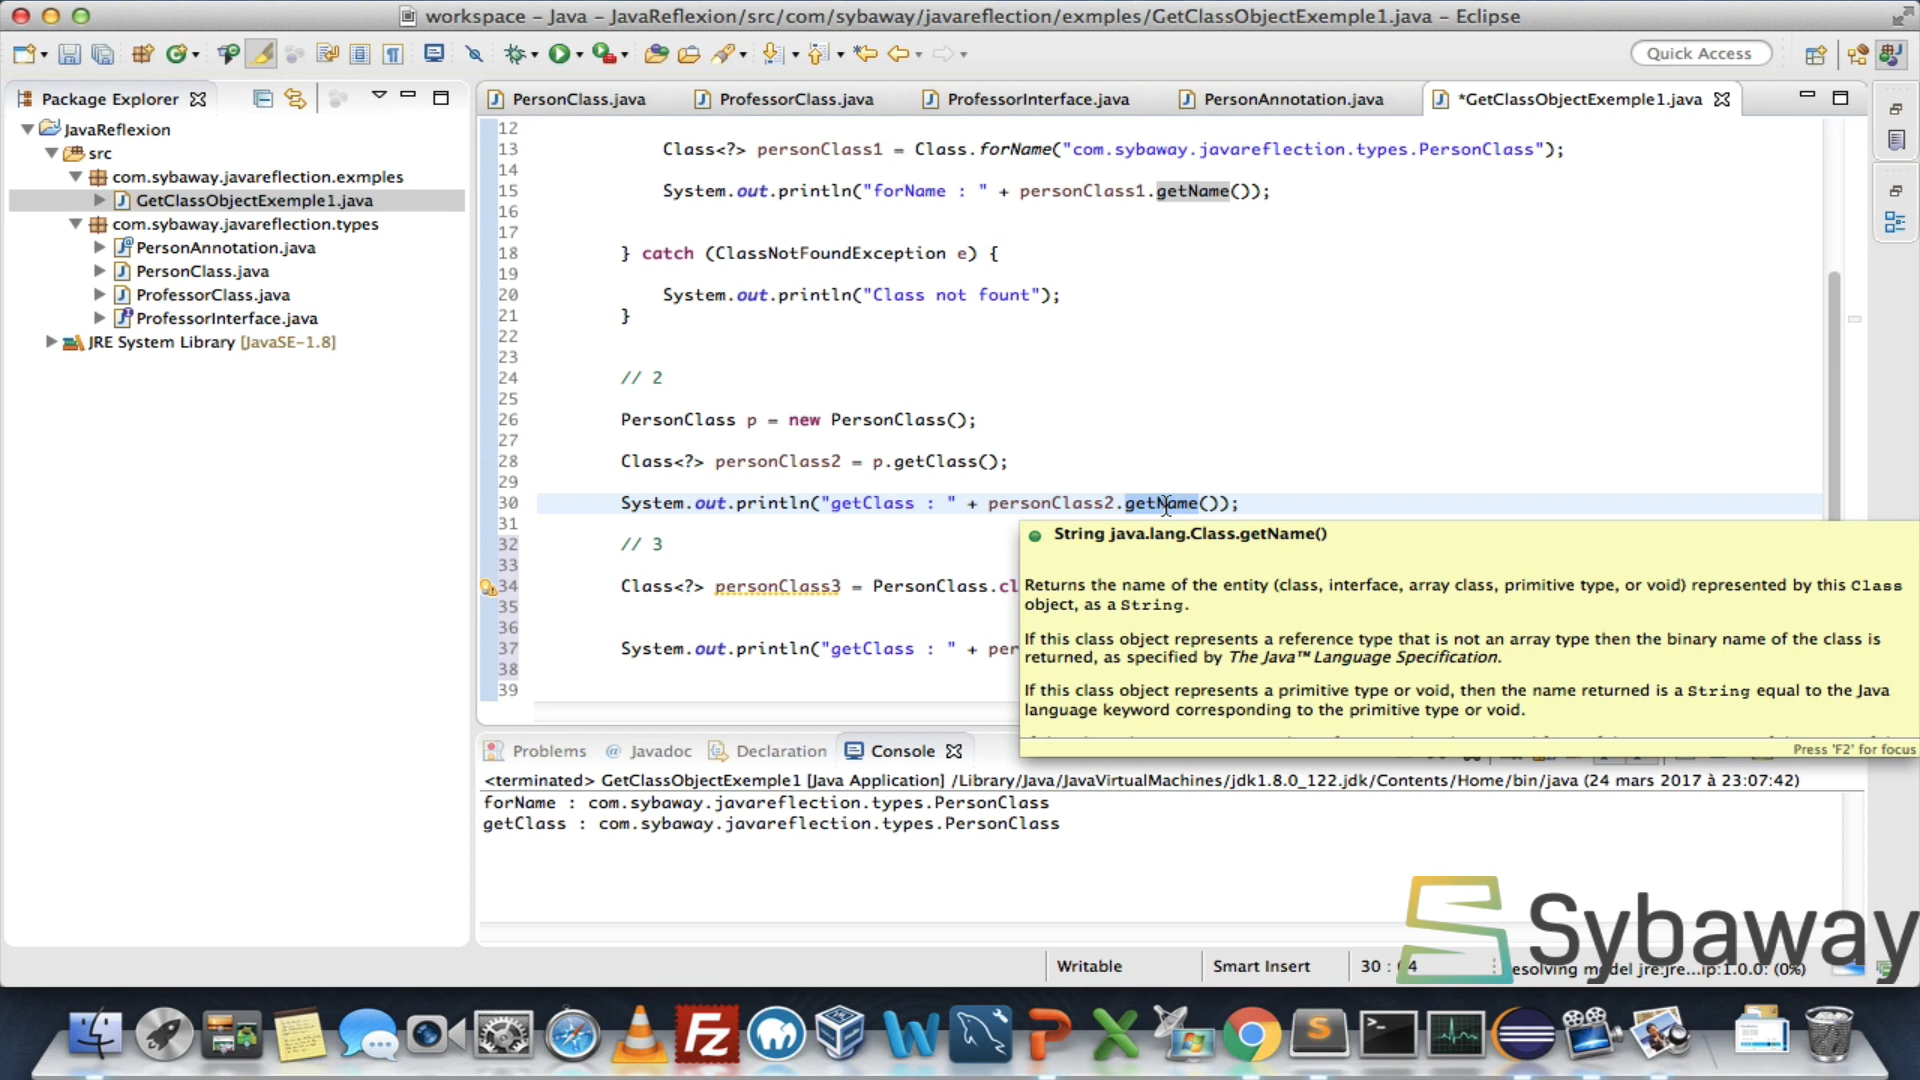 workspace – Java – JavaReflexion/src/com/sybaway/javareflection/exmples/GetClassObjectExemple1.java – Eclipse
Quick Access
Package Explorer
PersonClass.java
ProfessorClass.java
ProfessorInterface.java
PersonAnnotation.java
*GetClassObjectExemple1.java
JavaReflexion
src
com.sybaway.javareflection.exmples
GetClassObjectExemple1.java
com.sybaway.javareflection.types
PersonAnnotation.java
PersonClass.java
ProfessorClass.java
ProfessorInterface.java
JRE System Library [JavaSE-1.8]
12
13 Class<?> personClass1 = Class.forName("com.sybaway.javareflection.types.PersonClass");
14
15 System.out.println("forName : " + personClass1.getName());
16
17
18 } catch (ClassNotFoundException e) {
19
20 System.out.println("Class not fount");
21 }
22
23
24 // 2
25
26 PersonClass p = new PersonClass();
27
28 Class<?> personClass2 = p.getClass();
29
30 System.out.println("getClass : " + personClass2.getName());
31
32 // 3
33
34 Class<?> personClass3 = PersonClass.cl
35
36
37 System.out.println("getClass : " + per
38
39
String java.lang.Class.getName()
Returns the name of the entity (class, interface, array class, primitive type, or void) represented by this Class
object, as a String.
If this class object represents a reference type that is not an array type then the binary name of the class is
returned, as specified by The Java™ Language Specification.
If this class object represents a primitive type or void, then the name returned is a String equal to the Java
language keyword corresponding to the primitive type or void.
Press 'F2' for focus
Problems
@ Javadoc
Declaration
Console
<terminated> GetClassObjectExemple1 [Java Application] /Library/Java/JavaVirtualMachines/jdk1.8.0_122.jdk/Contents/Home/bin/java (24 mars 2017 à 23:07:42)
forName : com.sybaway.javareflection.types.PersonClass
getClass : com.sybaway.javareflection.types.PersonClass
Sybaway
Writable
Smart Insert
30 :
esolving model jre:jre...ip:1.0.0: (0%)